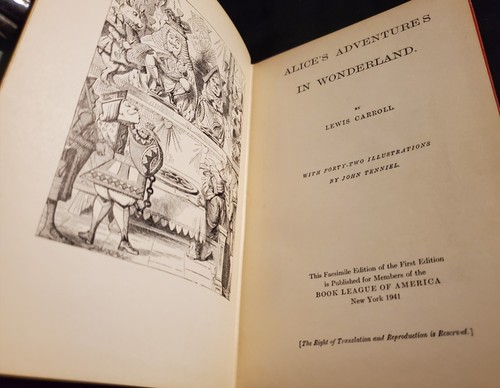 ALICE'S ADVENTURES
IN WONDERLAND.
BY
LEWIS CARROLL.
WITH FORTY-TWO ILLUSTRATIONS
BY JOHN TENNIEL.
This Facsimile Edition of the First Edition
is Published for Members of the
BOOK LEAGUE OF AMERICA
New York 1941
[The Right of Translation and Reproduction is Reserved.]